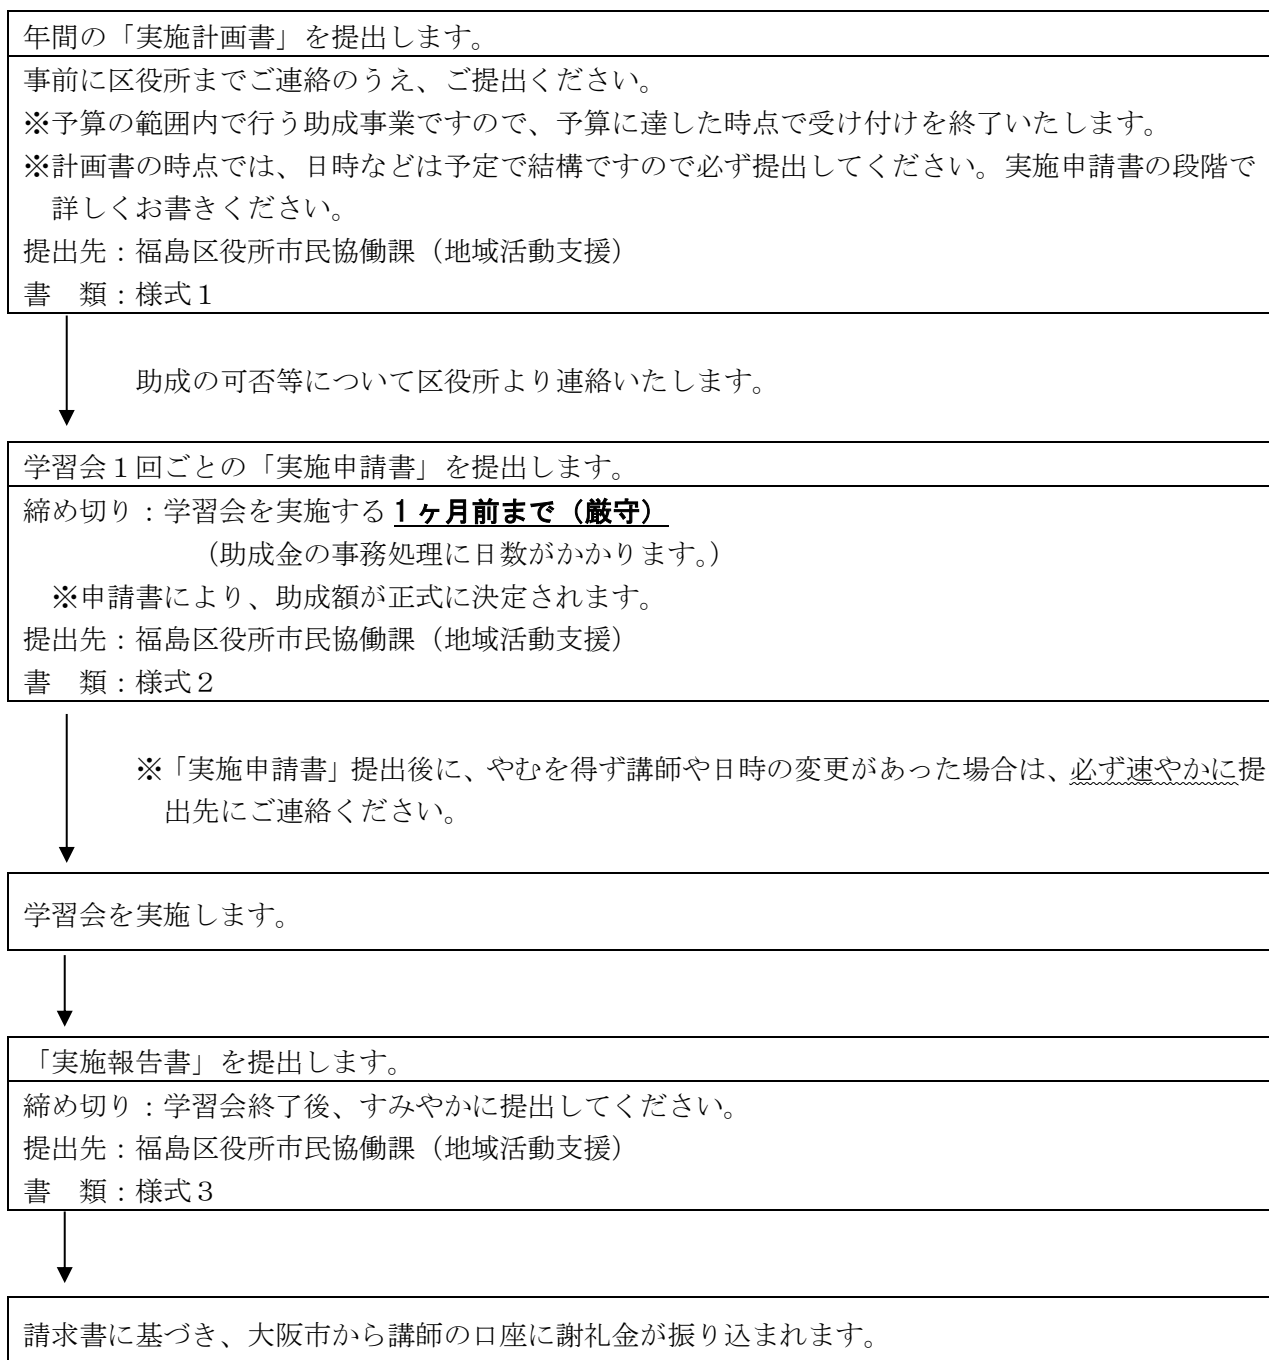 年間の「実施計画書」を提出します。
事前に区役所までご連絡のうえ、ご提出ください。
※予算の範囲内で行う助成事業ですので、予算に達した時点で受け付けを終了いたします。
※計画書の時点では、日時などは予定で結構ですので必ず提出してください。実施申請書の段階で
詳しくお書きください。
提出先：福島区役所市民協働課（地域活動支援）
書　類：様式１
助成の可否等について区役所より連絡いたします。
学習会１回ごとの「実施申請書」を提出します。
締め切り：学習会を実施する１ヶ月前まで（厳守）
（助成金の事務処理に日数がかかります。）
※申請書により、助成額が正式に決定されます。
提出先：福島区役所市民協働課（地域活動支援）
書　類：様式２
※「実施申請書」提出後に、やむを得ず講師や日時の変更があった場合は、必ず速やかに提
出先にご連絡ください。
学習会を実施します。
「実施報告書」を提出します。
締め切り：学習会終了後、すみやかに提出してください。
提出先：福島区役所市民協働課（地域活動支援）
書　類：様式３
請求書に基づき、大阪市から講師の口座に謝礼金が振り込まれます。